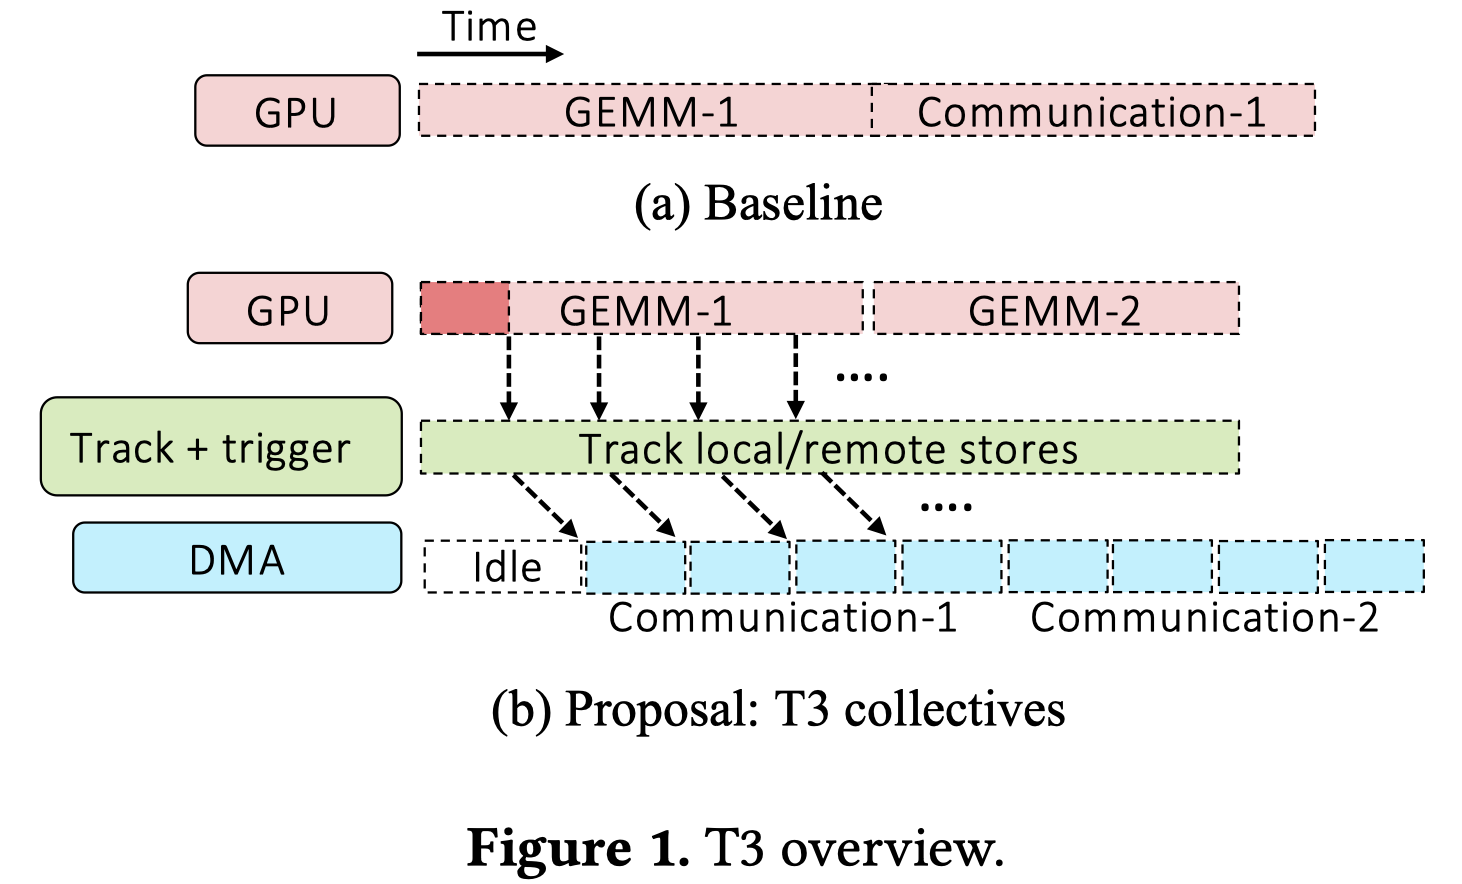 Time
GPU
GEMM-1
Communication-1
(a) Baseline
GPU
GEMM-1
GEMM-2
....
Track + trigger
Track local/remote stores
....
DMA
Idle
Communication-1
Communication-2
(b) Proposal: T3 collectives
Figure 1. T3 overview.